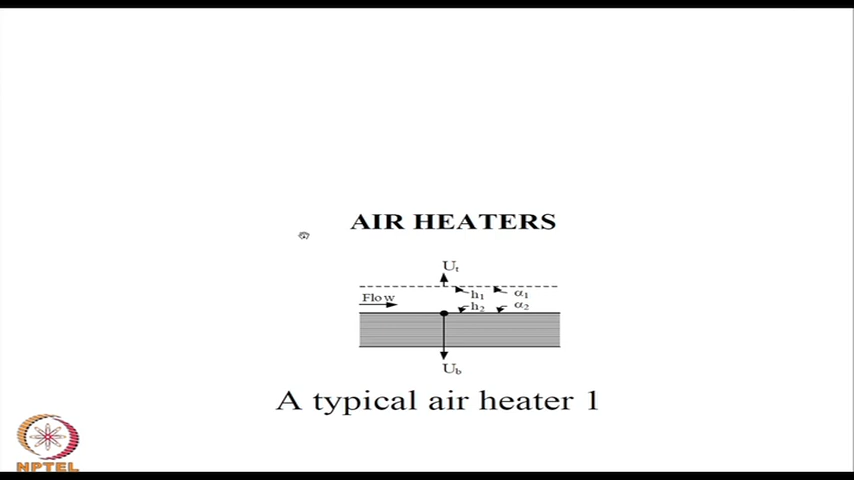 AIR HEATERS
Ut
Flow h1 α1
h2 α2
Ub
A typical air heater 1
NPTEL